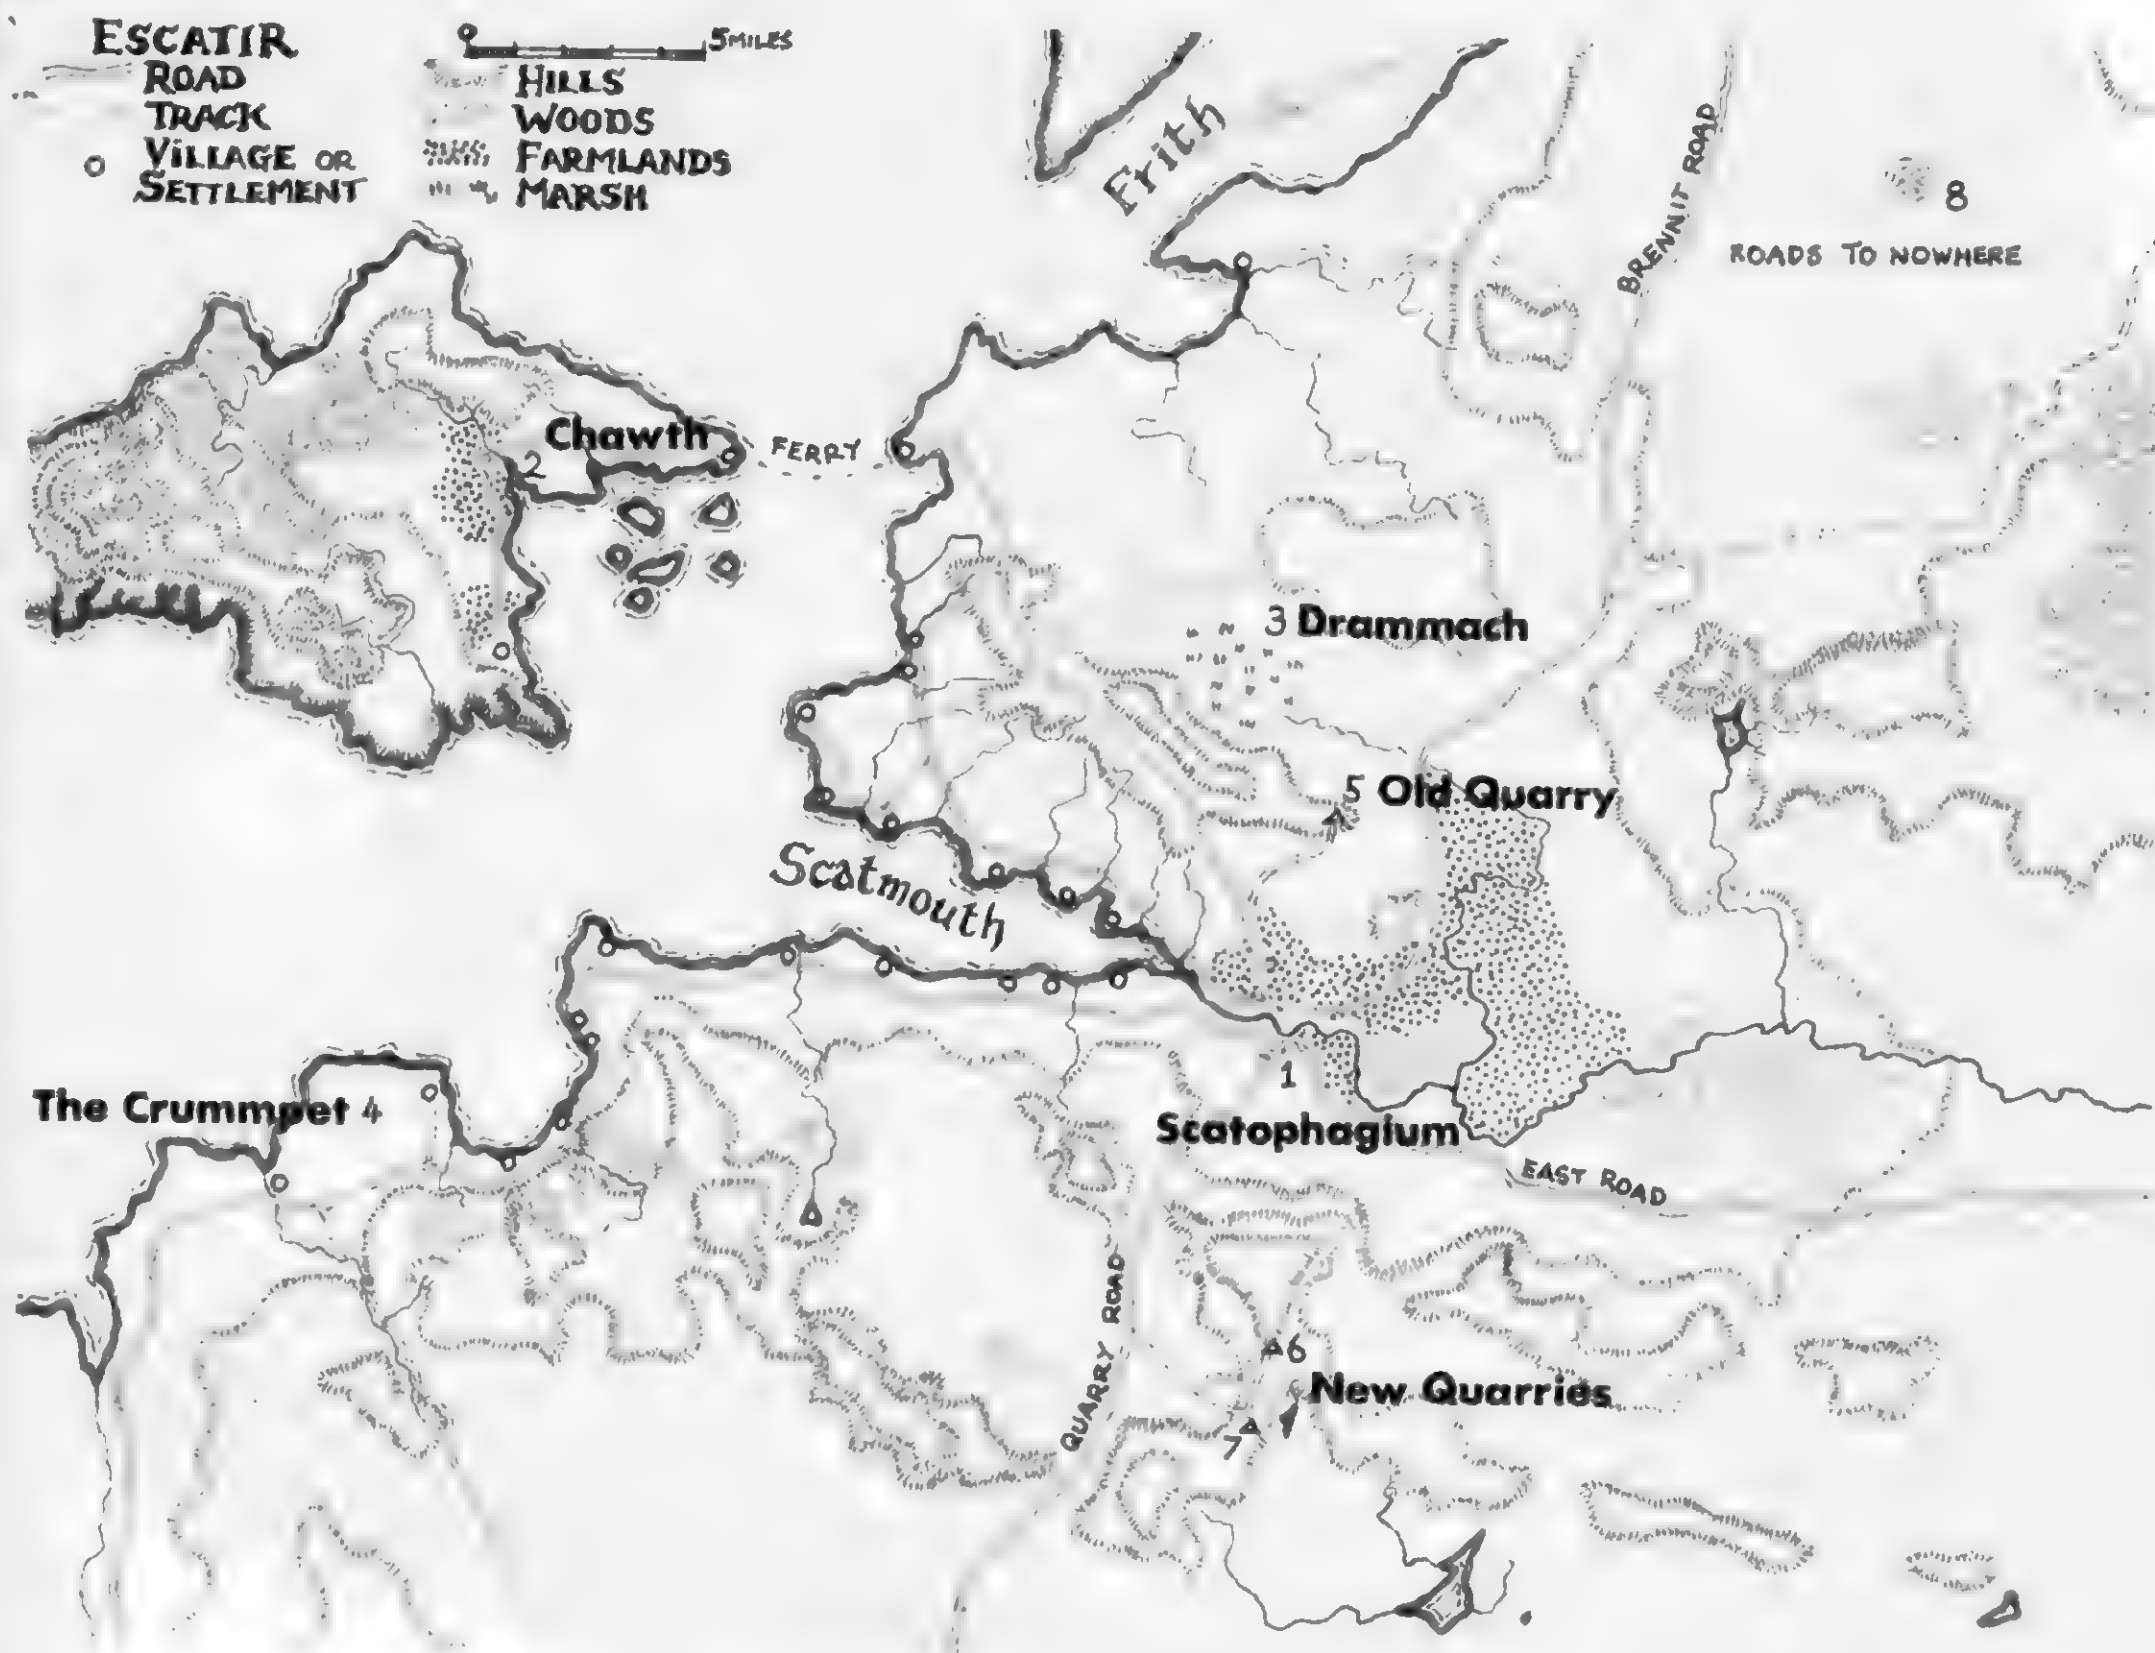 ESCATIR
5 MILES
ROAD
TRACK
VILLAGE OR
SETTLEMENT
HILLS
WOODS
FARMLANDS
MARSH
Frith
BRENNIT ROAD
8
ROADS TO NOWHERE
Chawth
2
FERRY
3 Drammach
5 Old Quarry
Scatmouth
1
Scatophagium
The Crummpet 4
EAST ROAD
QUARRY ROAD
6
New Quarries
7